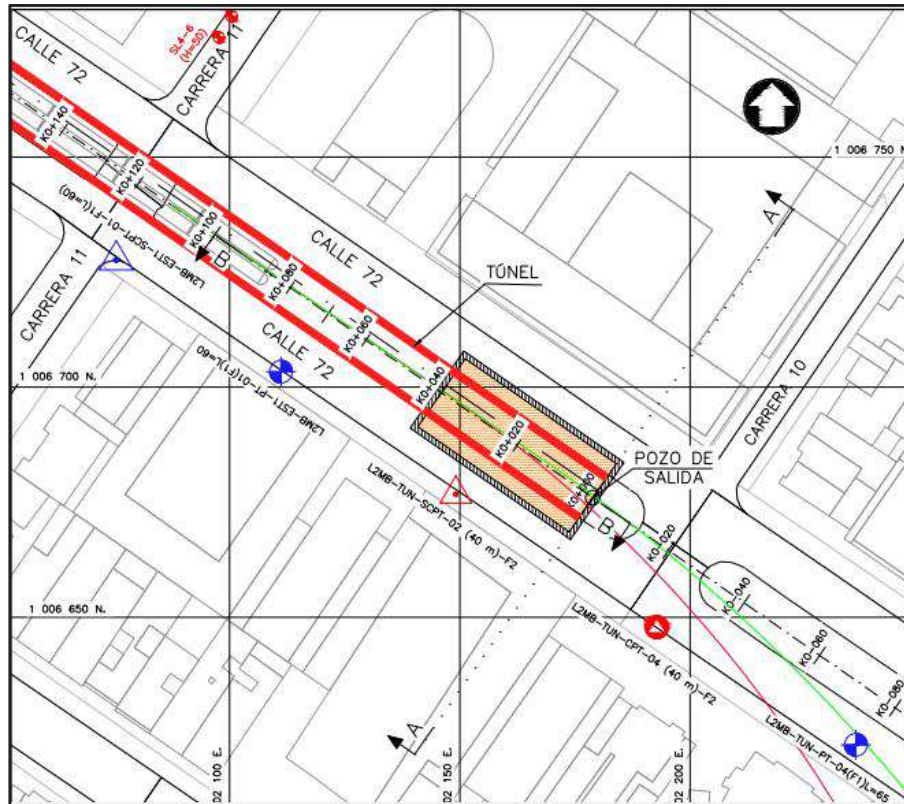 CALLE 72
SL4-6
(H=50)
CARRERA 11
K0+140
K0+120
K0+100
K0+080
K0+060
K0+040
K0+020
K0+000
K0-020
K0-040
K0-060
K0-080
1 006 750 N.
A
CALLE 72
TÚNEL
B
L2MB-EST1-SCPT-01-F1(L=60)
CARRERA 11
CALLE 72
1 006 700 N.
CARRERA 10
L2MB-EST1-PT-01(F1)L=60
POZO DE
SALIDA
B
L2MB-TUN-SCPT-02 (40 m)-F2
1 006 650 N.
L2MB-TUN-CPT-04 (40 m)-F2
A
L2MB-TUN-PT-04(F1)L=65
02 100 E.
02 150 E.
02 200 E.